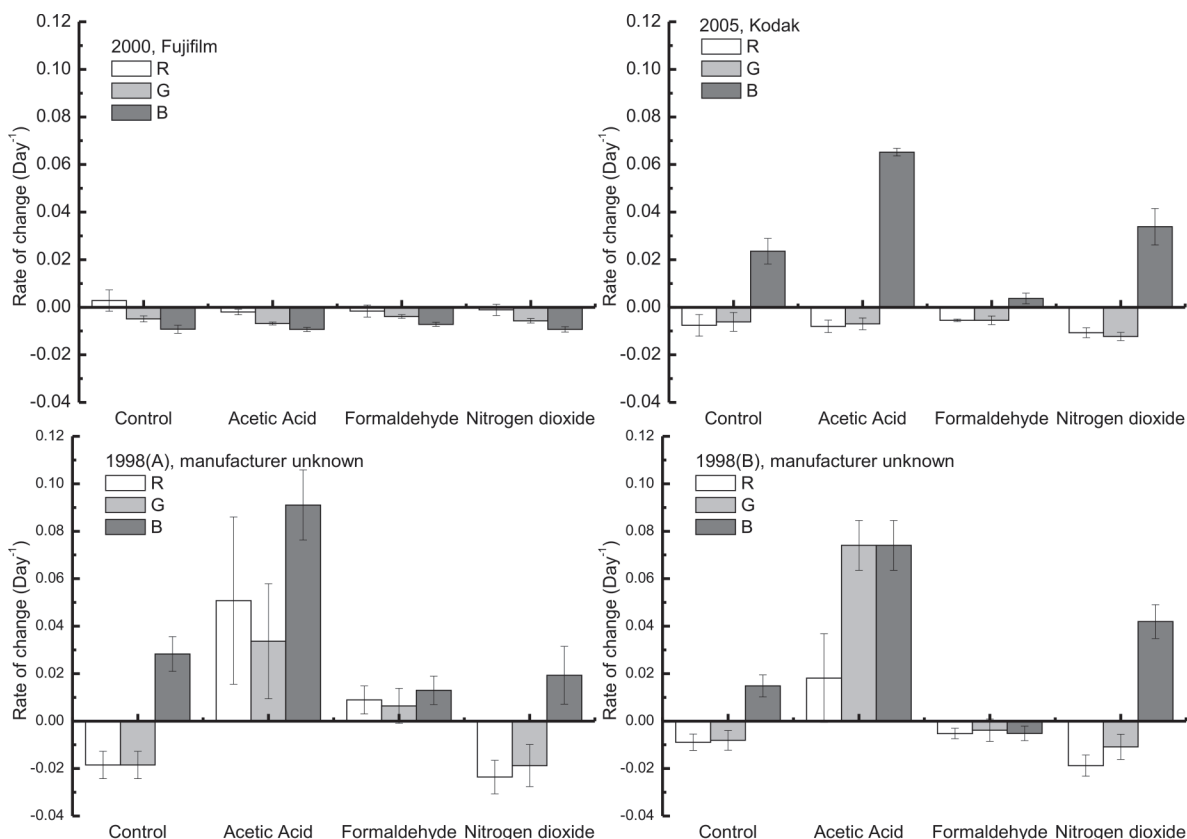 2000, Fujifilm
R
G
B
Rate of change (Day-1)
0.12
0.10
0.08
0.06
0.04
0.02
0.00
-0.02
-0.04
Control Acetic Acid Formaldehyde Nitrogen dioxide
2005, Kodak
R
G
B
Rate of change (Day-1)
0.12
0.10
0.08
0.06
0.04
0.02
0.00
-0.02
-0.04
Control Acetic Acid Formaldehyde Nitrogen dioxide
1998(A), manufacturer unknown
R
G
B
Rate of change (Day-1)
0.12
0.10
0.08
0.06
0.04
0.02
0.00
-0.02
-0.04
Control Acetic Acid Formaldehyde Nitrogen dioxide
1998(B), manufacturer unknown
R
G
B
Rate of change (Day-1)
0.12
0.10
0.08
0.06
0.04
0.02
0.00
-0.02
-0.04
Control Acetic Acid Formaldehyde Nitrogen dioxide